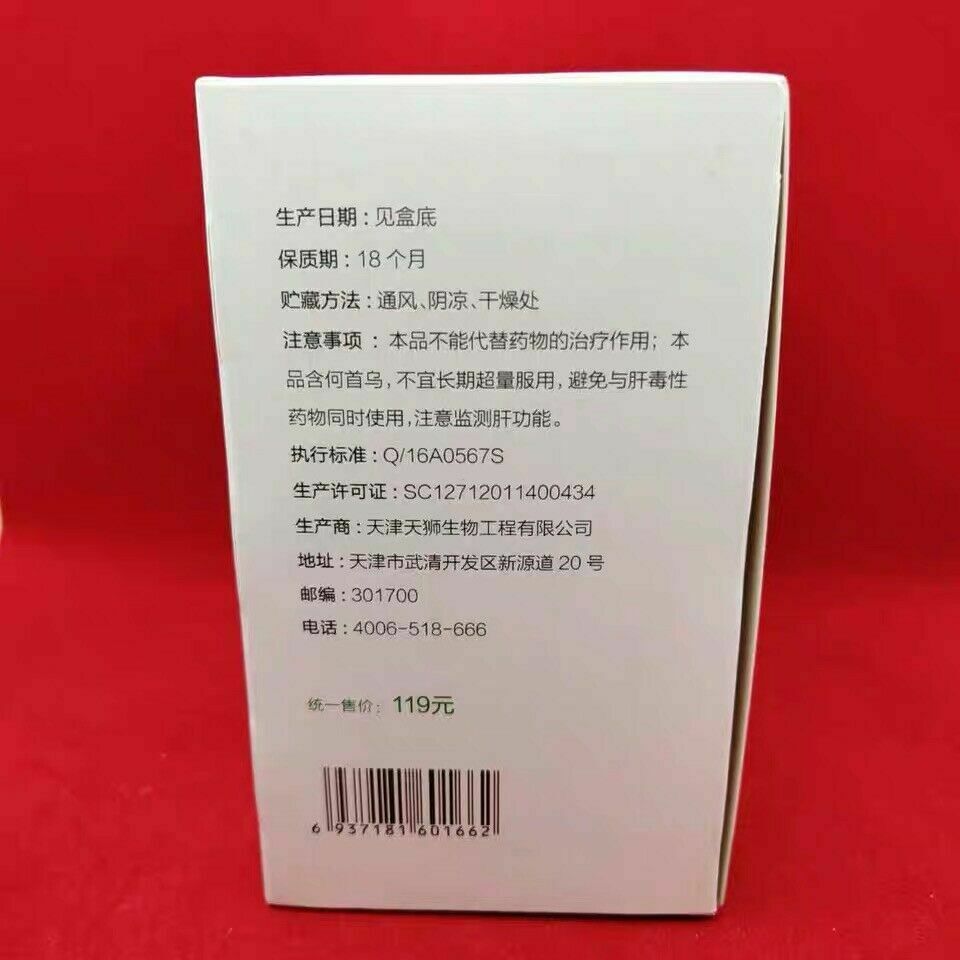 生产日期：见盒底
保质期：18个月
贮藏方法：通风、阴凉、干燥处
注意事项：本品不能代替药物的治疗作用；本
品含何首乌，不宜长期超量服用，避免与肝毒性
药物同时使用，注意监测肝功能。
执行标准：Q/16A0567S
生产许可证：SC12712011400434
生产商：天津天狮生物工程有限公司
地址：天津市武清开发区新源道20号
邮编：301700
电话：4006-518-666
统一售价：119元
6 937181 601662